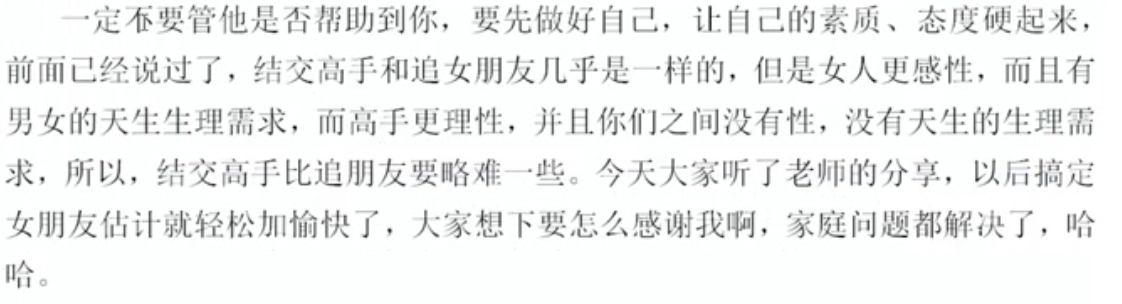 一定不要管他是否帮助到你，要先做好自己，让自己的素质、态度硬起来，
前面己经说过了，结交高手和追女朋友几乎是一样的，但是女人更感性，而且有
男女的天生生理需求，而高手更理性，并且你们之间没有性，没有天生的生理需
求，所以，结交高手比追朋友要略难一些。今天大家听了老师的分享，以后搞定
女朋友估计就轻松加愉快了，大家想下要怎么感谢我啊，家庭问题都解决了，哈
哈。